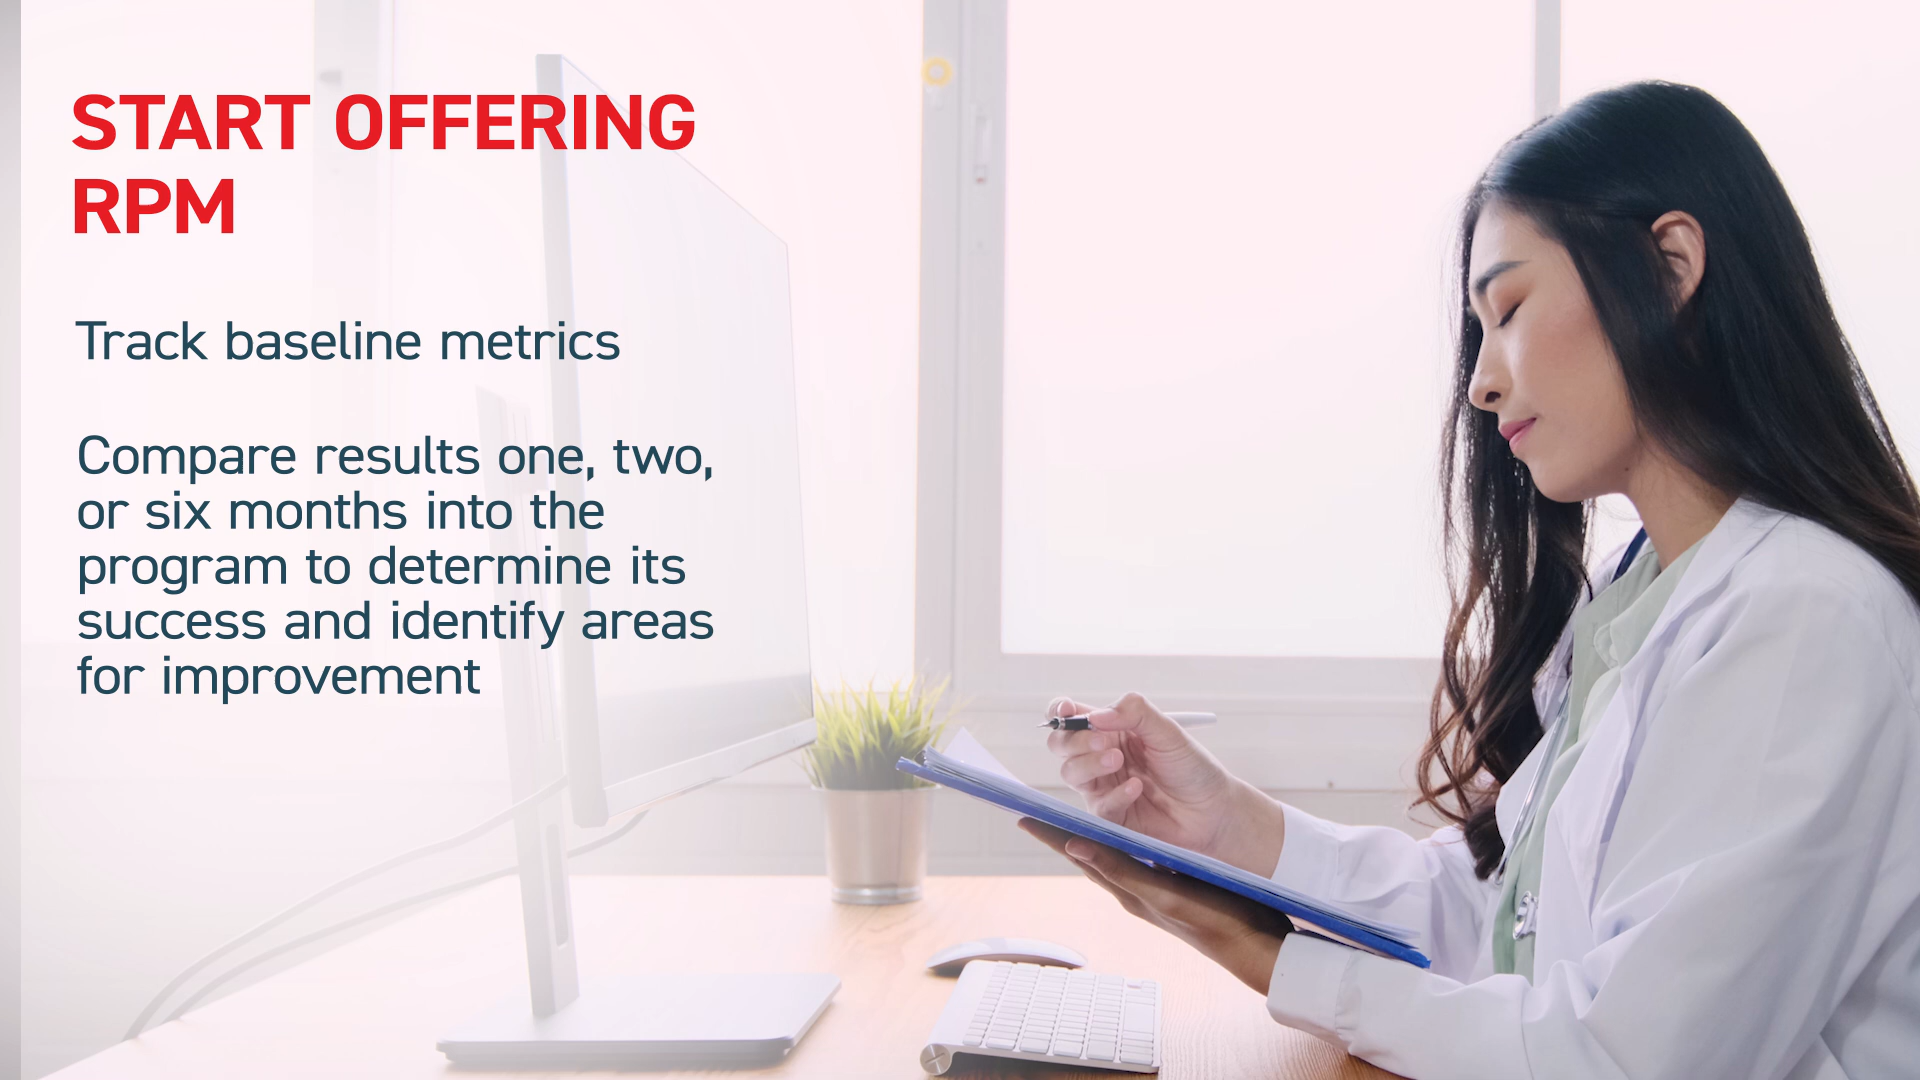 START OFFERING
RPM
Track baseline metrics
Compare results one, two,
or six months into the
program to determine its
success and identify areas
for improvement